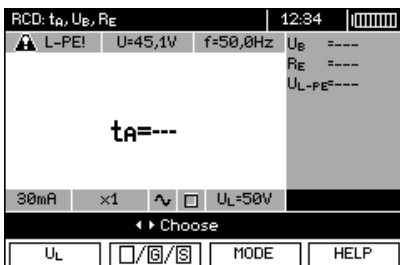 RCD: tA, UB, RE 12:34
L-PE! U=45,1V f=50,0Hz
UB =---
RE =---
UL-PE=---
tA=---
30mA x1 UL=50V
Choose
UL /G/S MODE HELP